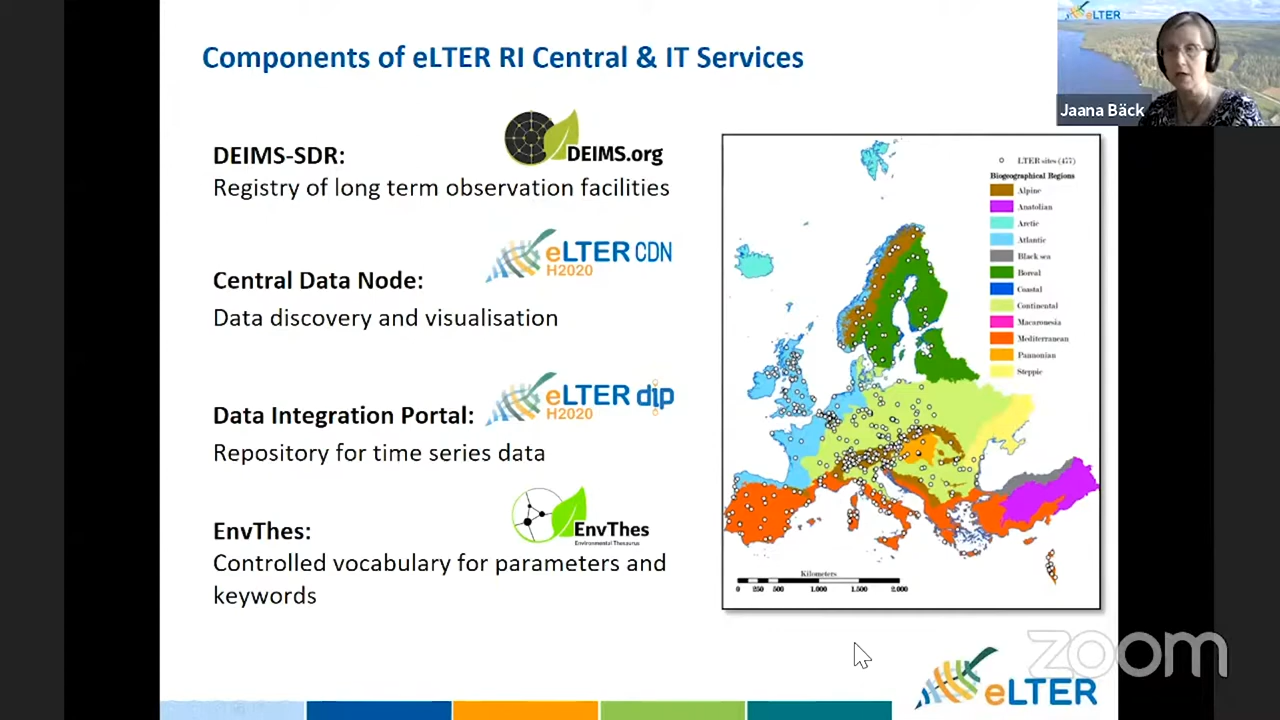 Components of eLTER RI Central & IT Services
eLTER
Jaana Bäck
DEIMS-SDR:
DEIMS.org
Registry of long term observation facilities
eLTER CDN
H2020
Central Data Node:
Data discovery and visualisation
eLTER dip
H2020
Data Integration Portal:
Repository for time series data
EnvThes
Environmental Thesaurus
EnvThes:
Controlled vocabulary for parameters and
keywords
LTER sites (477)
Biogeographical Regions
Alpine
Anatolian
Arctic
Atlantic
Black sea
Boreal
Coastal
Continental
Macaronesia
Mediterranean
Pannonian
Steppic
Kilometers
0 250 500 1.000 1.500 2.000
zoom
eLTER